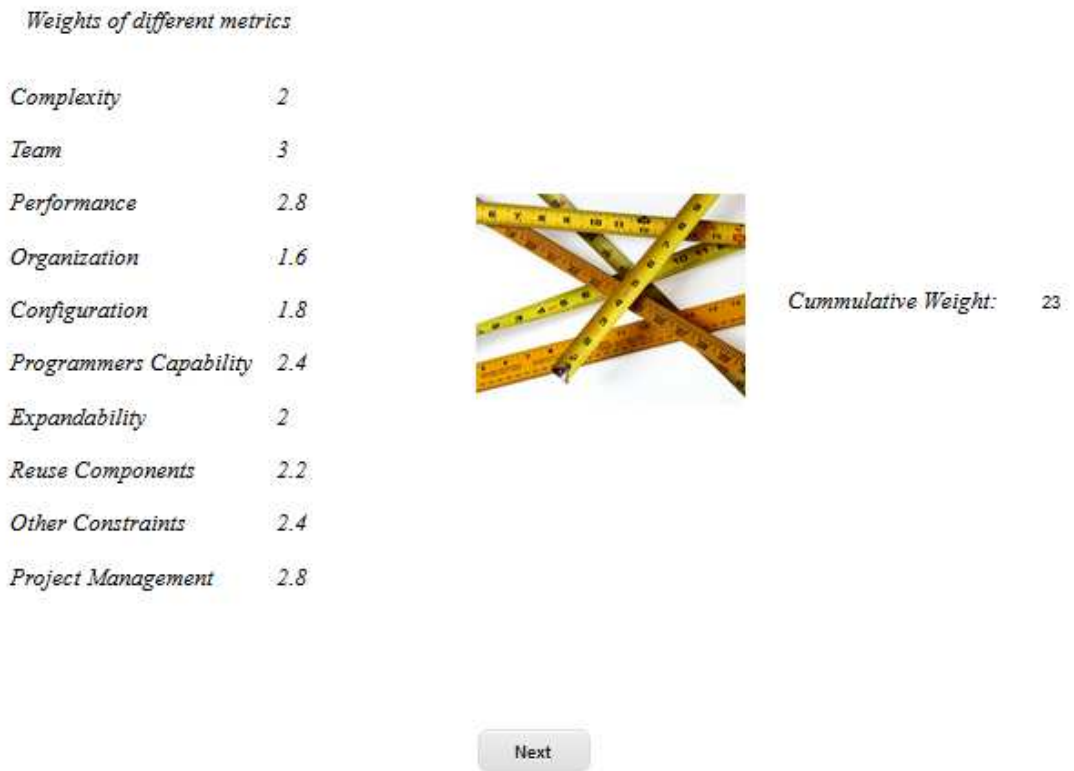 Weights of different metrics
Complexity 2
Team 3
Performance 2.8
Organization 1.6
Configuration 1.8
Programmers Capability 2.4
Expandability 2
Reuse Components 2.2
Other Constraints 2.4
Project Management 2.8
Cummulative Weight: 23
Next